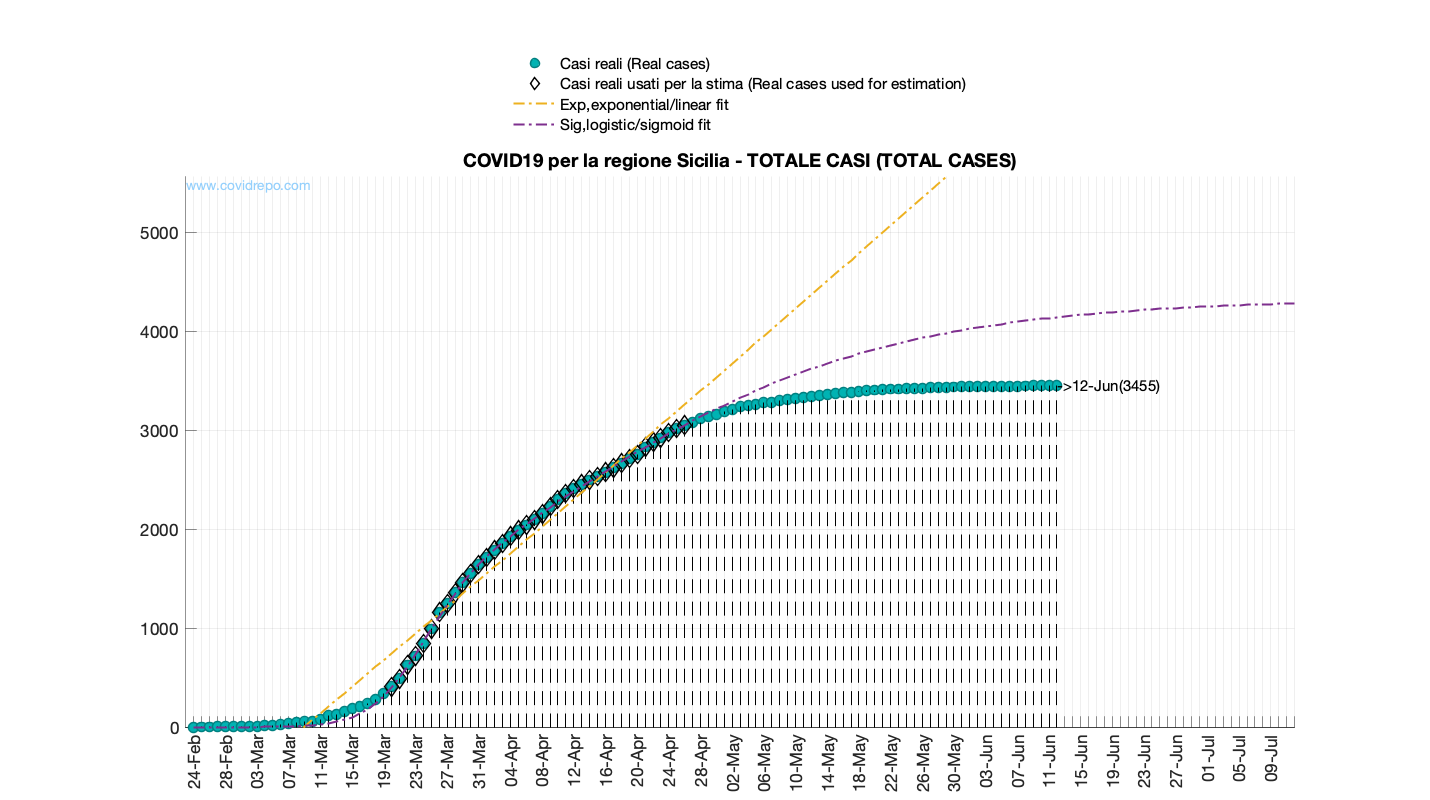 Casi reali (Real cases)
Casi reali usati per la stima (Real cases used for estimation)
Exp,exponential/linear fit
Sig,logistic/sigmoid fit
COVID19 per la regione Sicilia - TOTALE CASI (TOTAL CASES)
www.covidrepo.com
5000
4000
3000
2000
1000
0
>12-Jun(3455)
24-Feb
28-Feb
03-Mar
07-Mar
11-Mar
15-Mar
19-Mar
23-Mar
27-Mar
31-Mar
04-Apr
08-Apr
12-Apr
16-Apr
20-Apr
24-Apr
28-Apr
02-May
06-May
10-May
14-May
18-May
22-May
26-May
30-May
03-Jun
07-Jun
11-Jun
15-Jun
19-Jun
23-Jun
27-Jun
01-Jul
05-Jul
09-Jul